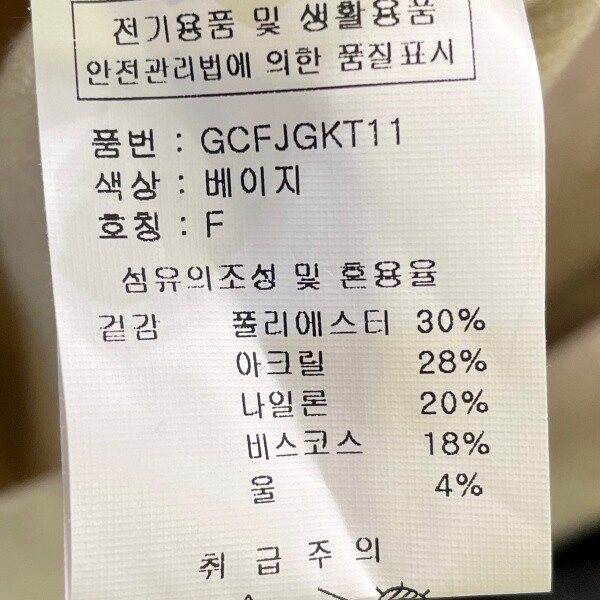 전기용품 및 생활용품
안전관리법에 의한 품질표시
품번 : GCFJGKT11
색상 : 베이지
호칭 : F
섬유의조성 및 혼용율
겉감 폴리에스터 30%
아크릴 28%
나일론 20%
비스코스 18%
울 4%
취급주의